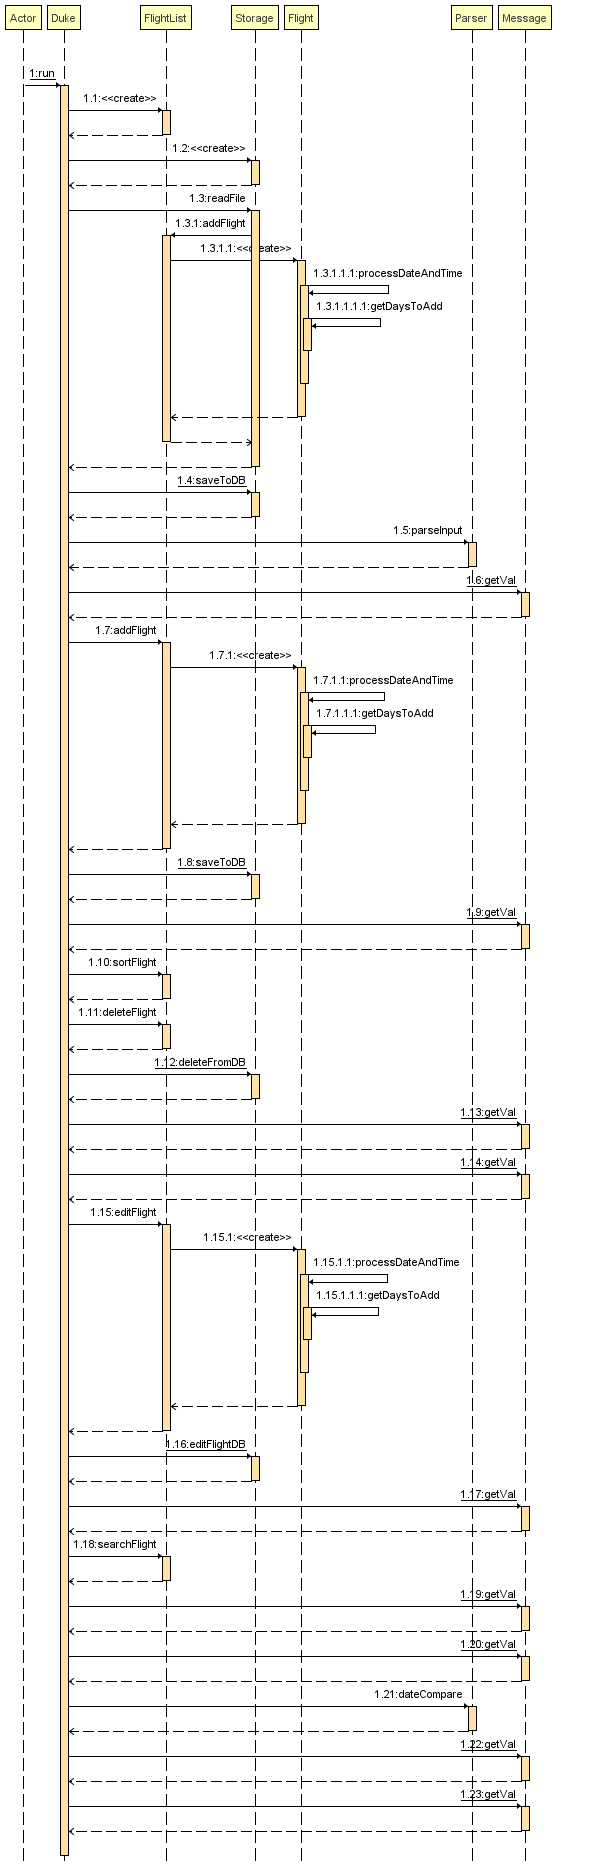 Actor Duke FlightList Storage Flight Parser Message
1:run
1.1:<<create>>
1.2:<<create>>
1.3:readFile
1.3.1:addFlight
1.3.1.1:<<create>>
1.3.1.1.1:processDateAndTime
1.3.1.1.1.1:getDaysToAdd
1.4:saveToDB
1.5:parseInput
1.6:getVal
1.7:addFlight
1.7.1:<<create>>
1.7.1.1:processDateAndTime
1.7.1.1.1:getDaysToAdd
1.8:saveToDB
1.9:getVal
1.10:sortFlight
1.11:deleteFlight
1.12:deleteFromDB
1.13:getVal
1.14:getVal
1.15:editFlight
1.15.1:<<create>>
1.15.1.1:processDateAndTime
1.15.1.1.1:getDaysToAdd
1.16:editFlightDB
1.17:getVal
1.18:searchFlight
1.19:getVal
1.20:getVal
1.21:dateCompare
1.22:getVal
1.23:getVal